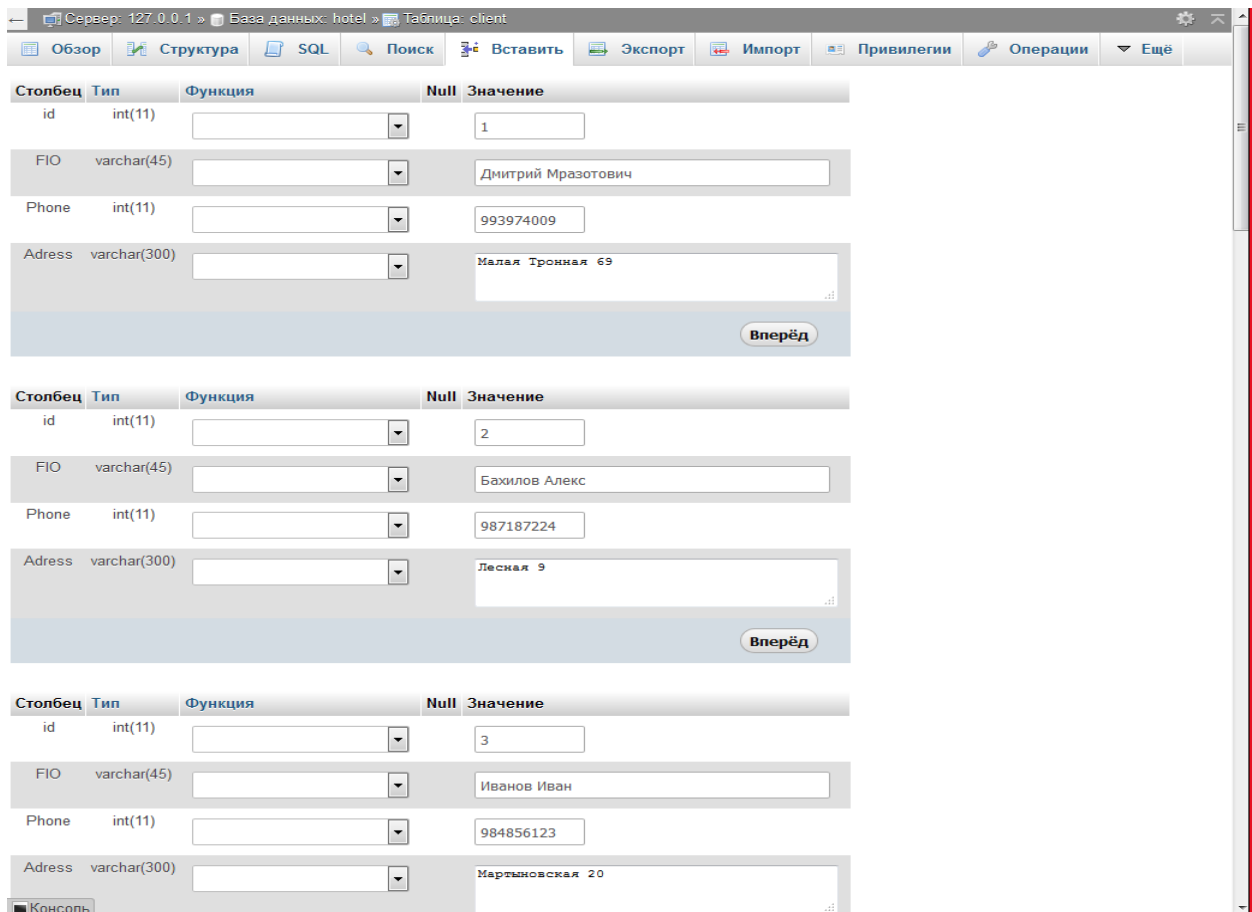 ← Сервер: 127.0.0.1 » База данных: hotel » Таблица: client
Обзор Структура SQL Поиск Вставить Экспорт Импорт Привилегии Операции Ещё
Столбец Тип Функция Null Значение
id int(11) 1
FIO varchar(45) Дмитрий Мразотович
Phone int(11) 993974009
Adress varchar(300) Малая Тронная 69
Вперёд
Столбец Тип Функция Null Значение
id int(11) 2
FIO varchar(45) Бахилов Алекс
Phone int(11) 987187224
Adress varchar(300) Лесная 9
Вперёд
Столбец Тип Функция Null Значение
id int(11) 3
FIO varchar(45) Иванов Иван
Phone int(11) 984856123
Adress varchar(300) Мартыновская 20
Консоль